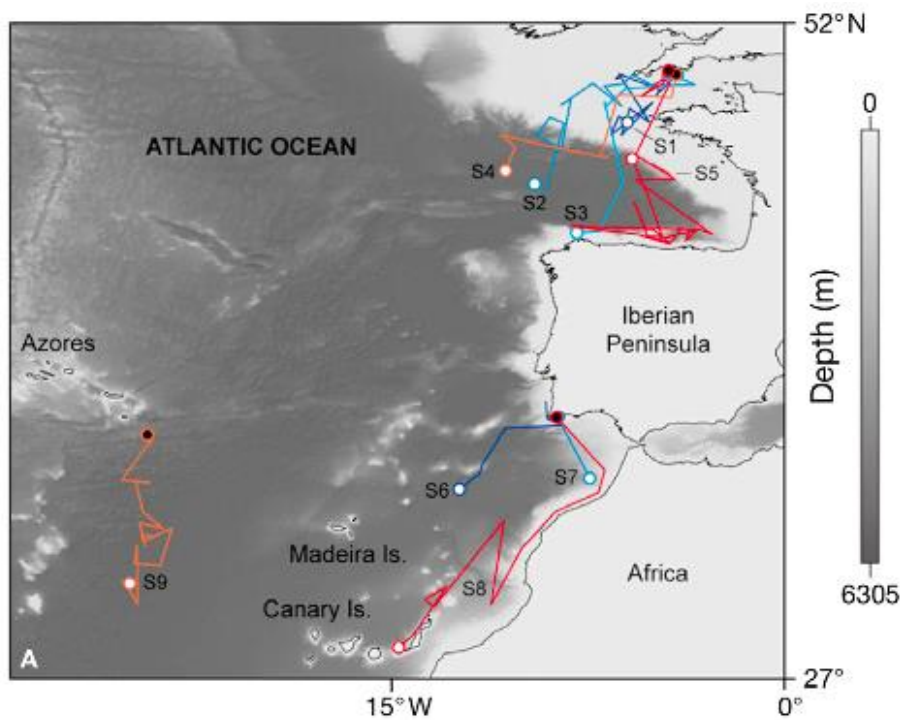 52°N
0
ATLANTIC OCEAN
S1
S4
S5
S2
S3
Iberian
Peninsula
Depth (m)
Azores
S6
S7
Madeira Is.
S9
S8
Africa
Canary Is.
6305
A
27°
15°W
0°